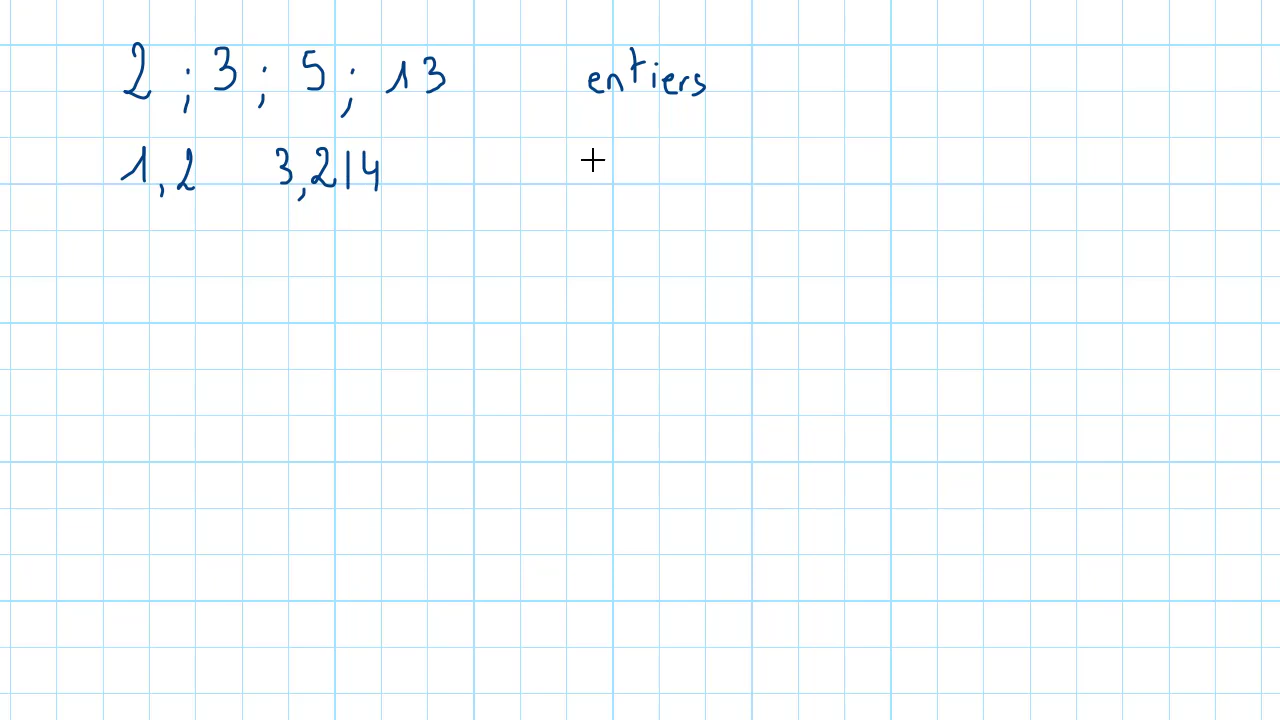 2 ; 3 ; 5 ; 13 entiers
1,2 3,214